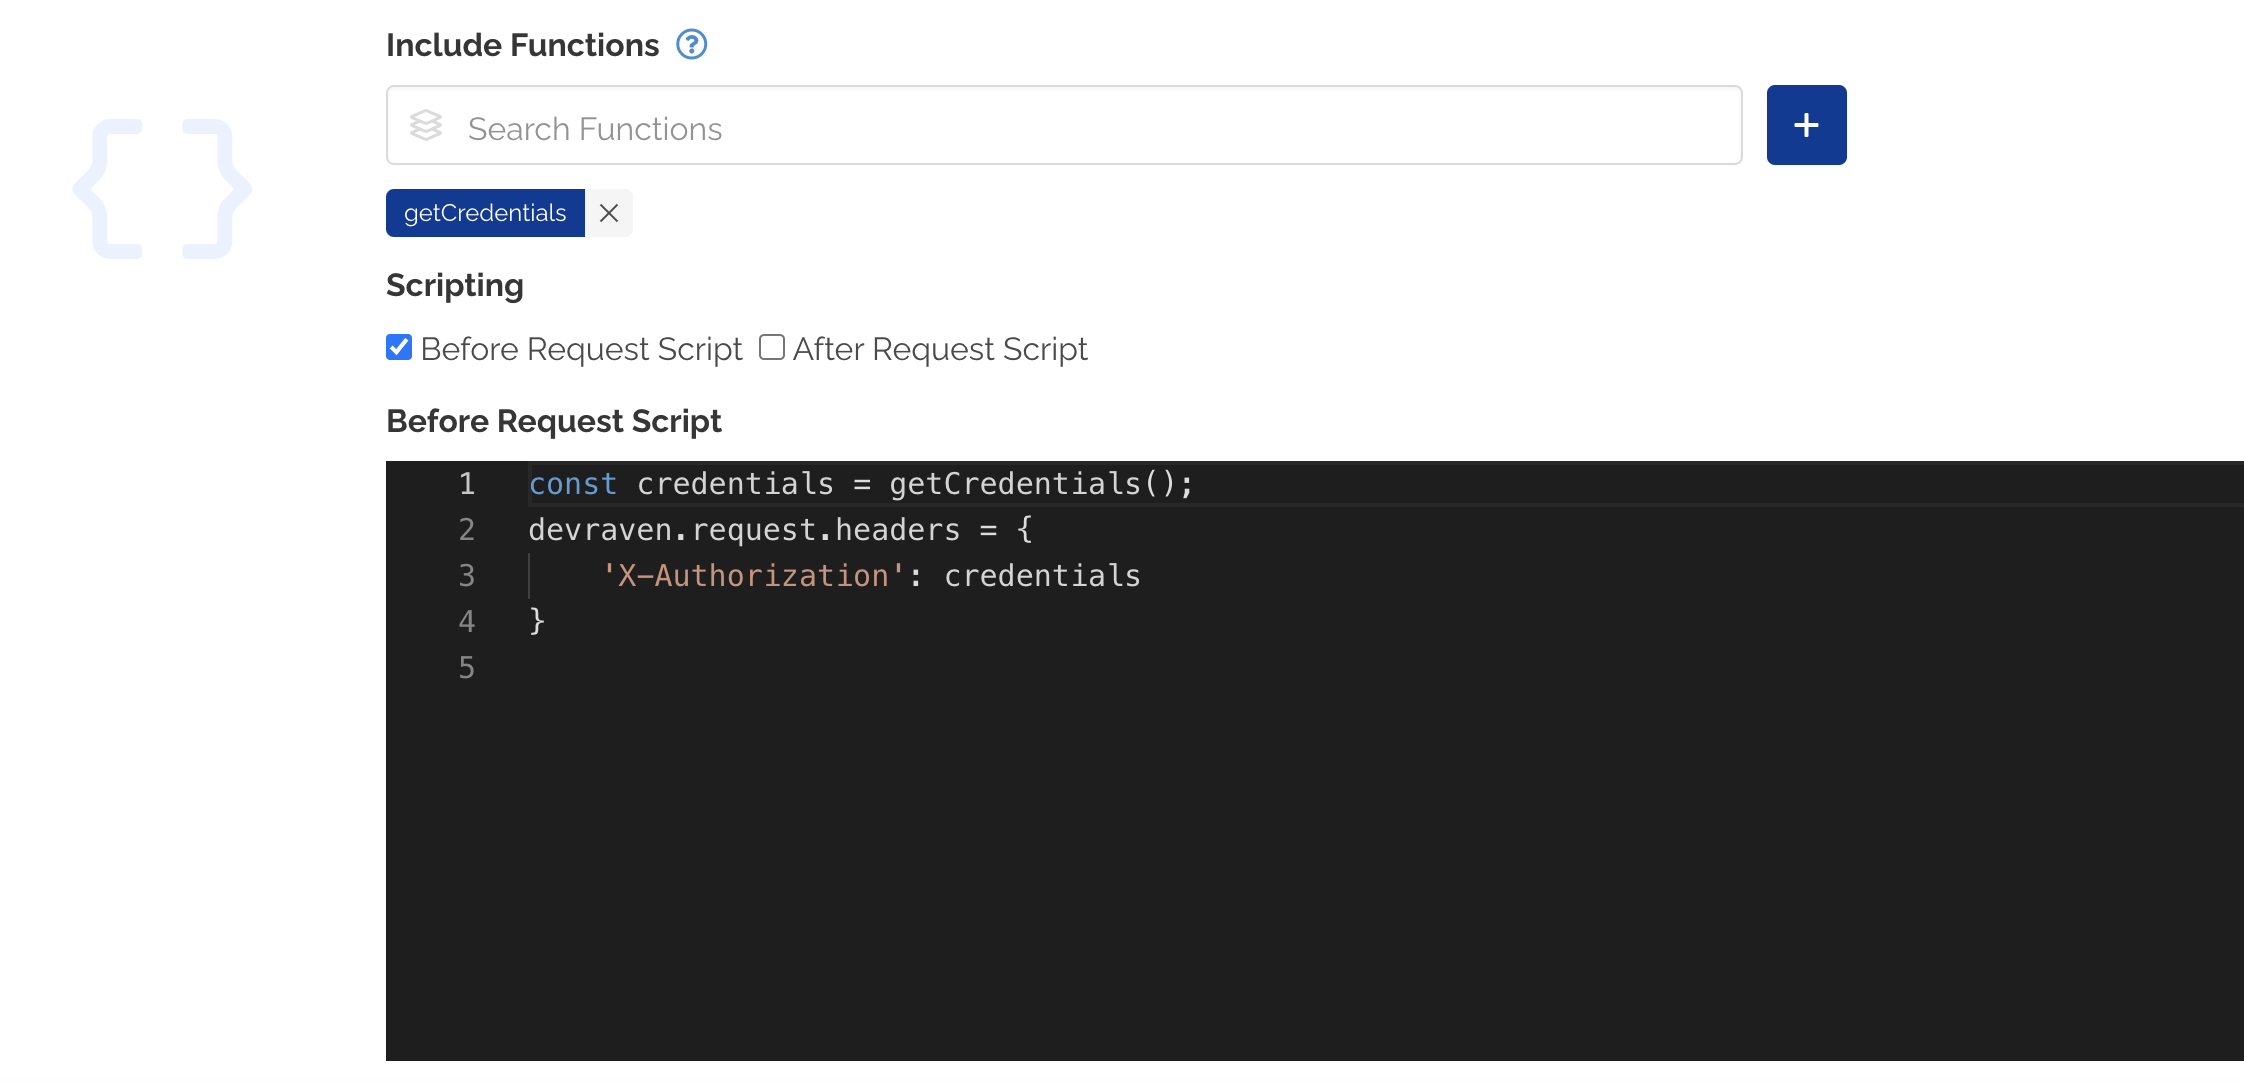 Include Functions ?
Search Functions
+
getCredentials ×
Scripting
Before Request Script After Request Script
Before Request Script
1 const credentials = getCredentials();
2 devraven.request.headers = {
3     'X-Authorization': credentials
4 }
5